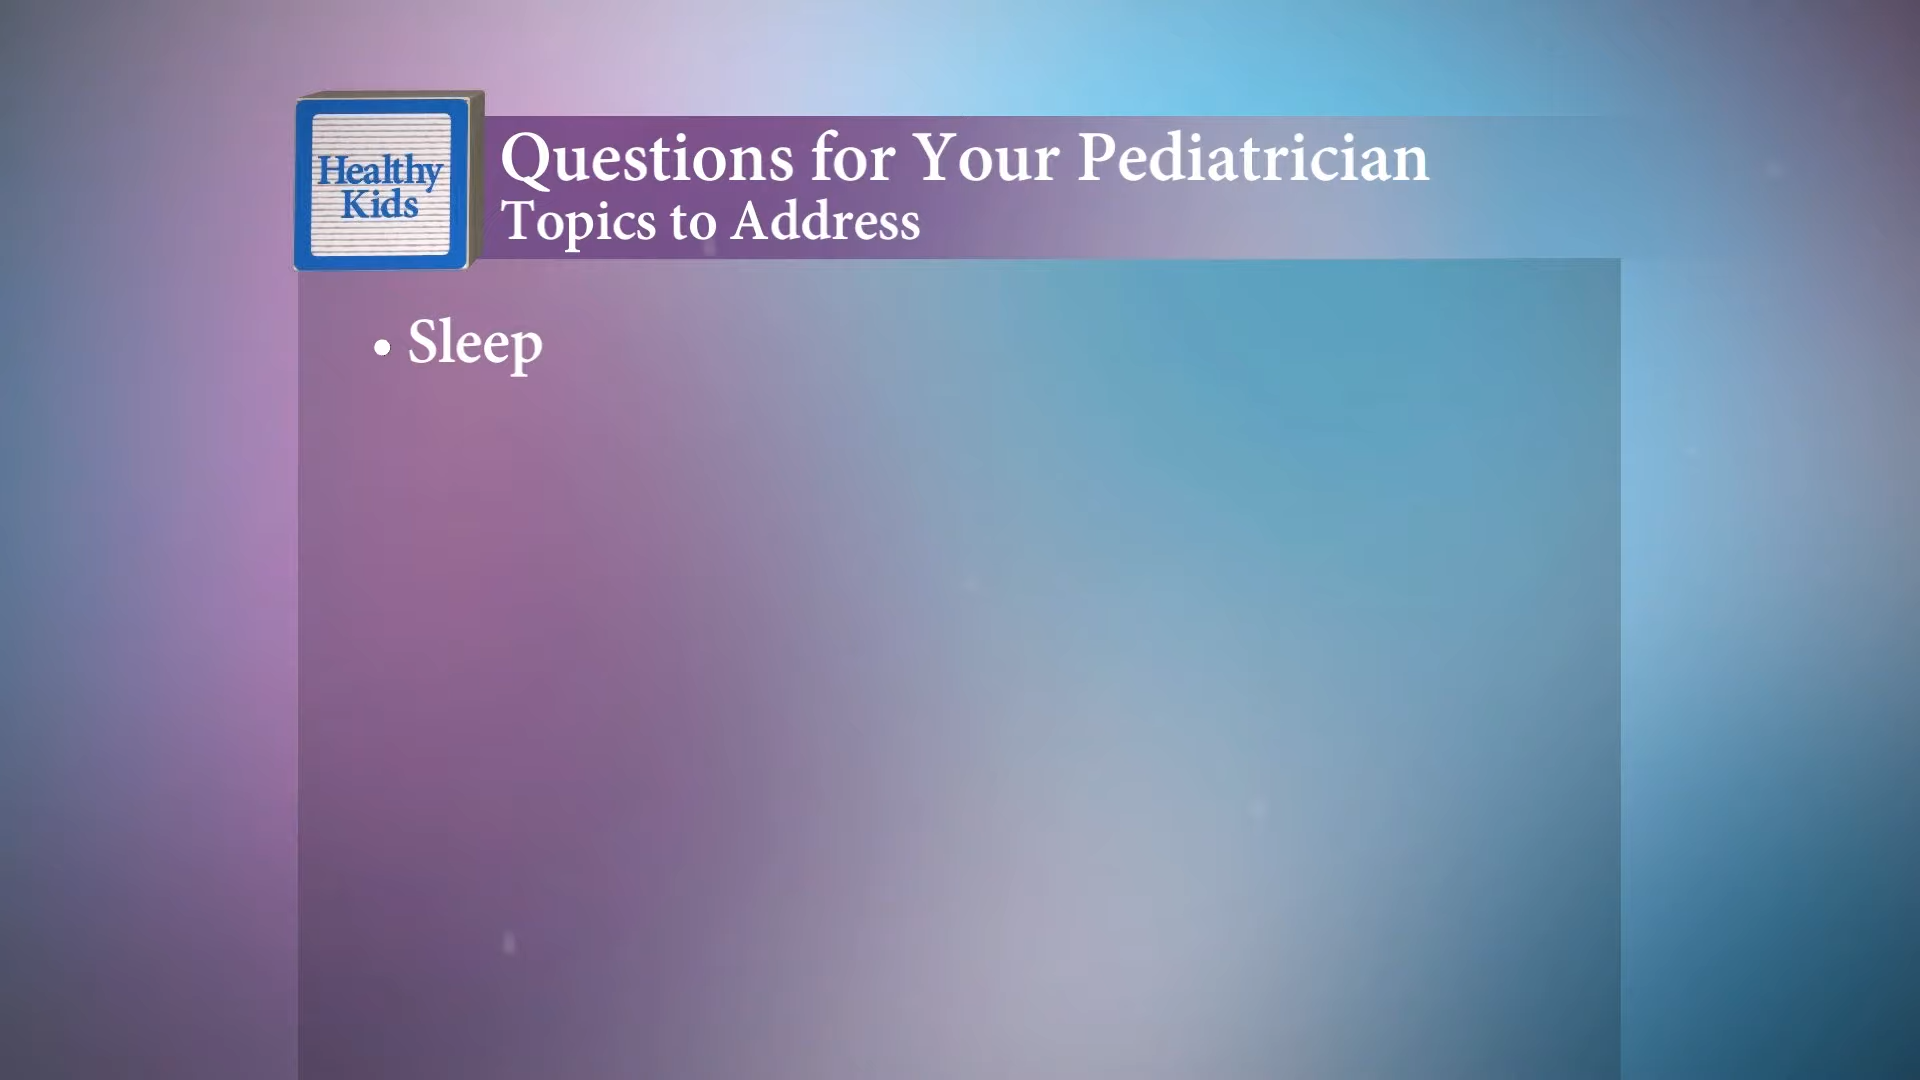 Healthy
Kids
Questions for Your Pediatrician
Topics to Address
• Sleep